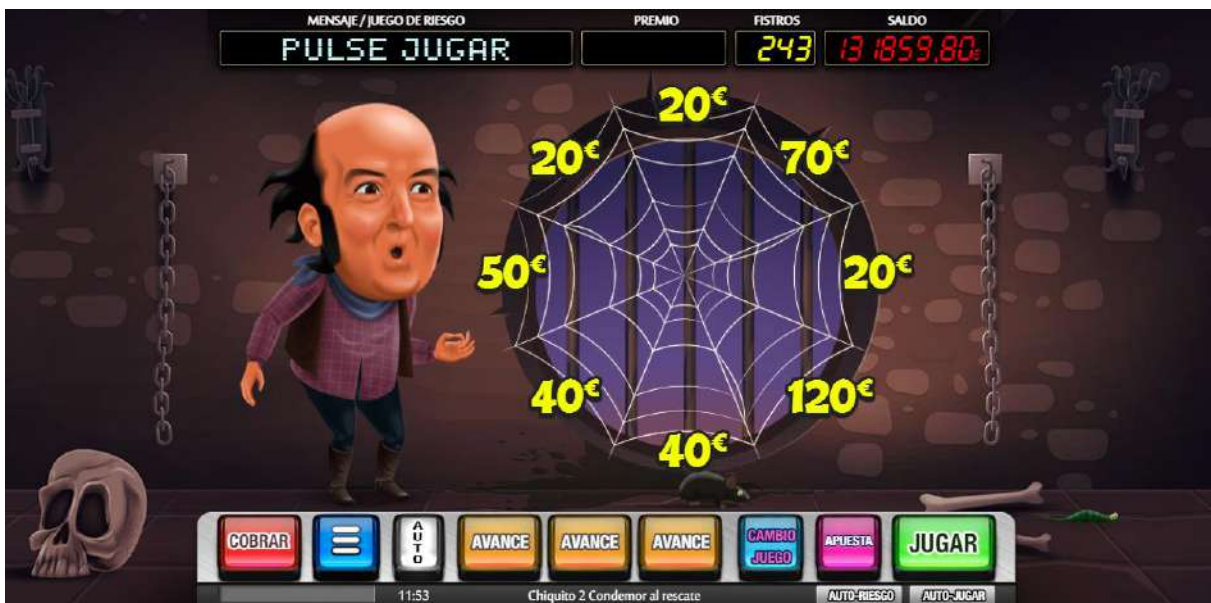 MENSAJE / JUEGO DE RIESGO PREMIO FISTROS SALDO
PULSE JUGAR 243 131859,80€
20€
20€ 70€
50€ 20€
40€ 120€
40€
COBRAR AUTO AVANCE AVANCE AVANCE CAMBIO JUEGO APUESTA JUGAR
11:53 Chiquito 2 Condemor al rescate AUTO-RIESGO AUTO-JUGAR